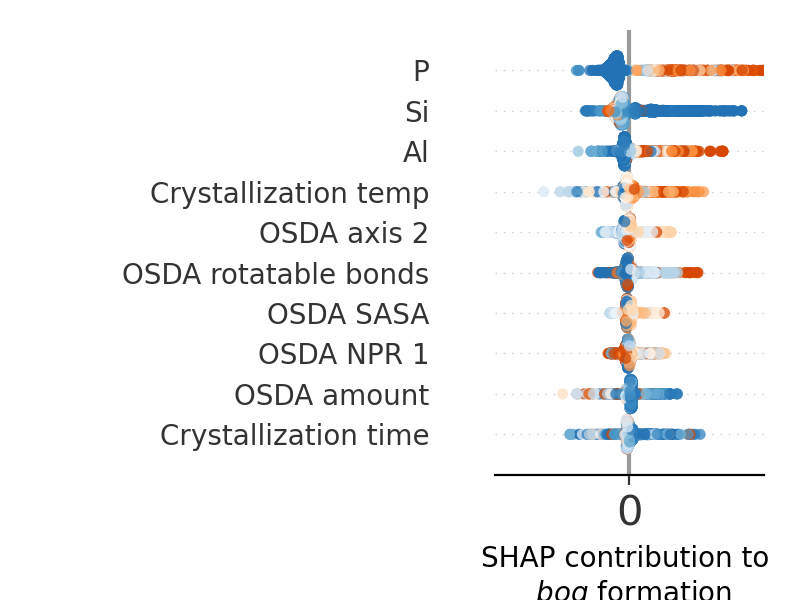 P
Si
Al
Crystallization temp
OSDA axis 2
OSDA rotatable bonds
OSDA SASA
OSDA NPR 1
OSDA amount
Crystallization time
0
SHAP contribution to
bog formation